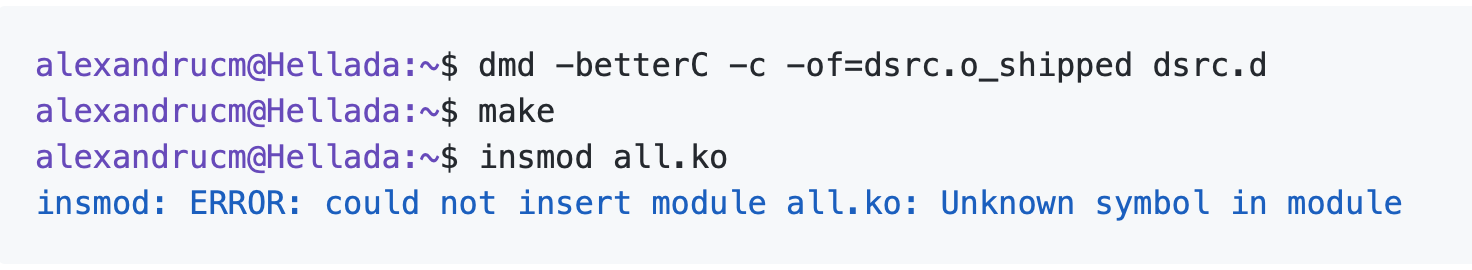 alexandrucm@Hellada:~$ dmd -betterC -c -of=dsrc.o_shipped dsrc.d
alexandrucm@Hellada:~$ make
alexandrucm@Hellada:~$ insmod all.ko
insmod: ERROR: could not insert module all.ko: Unknown symbol in module